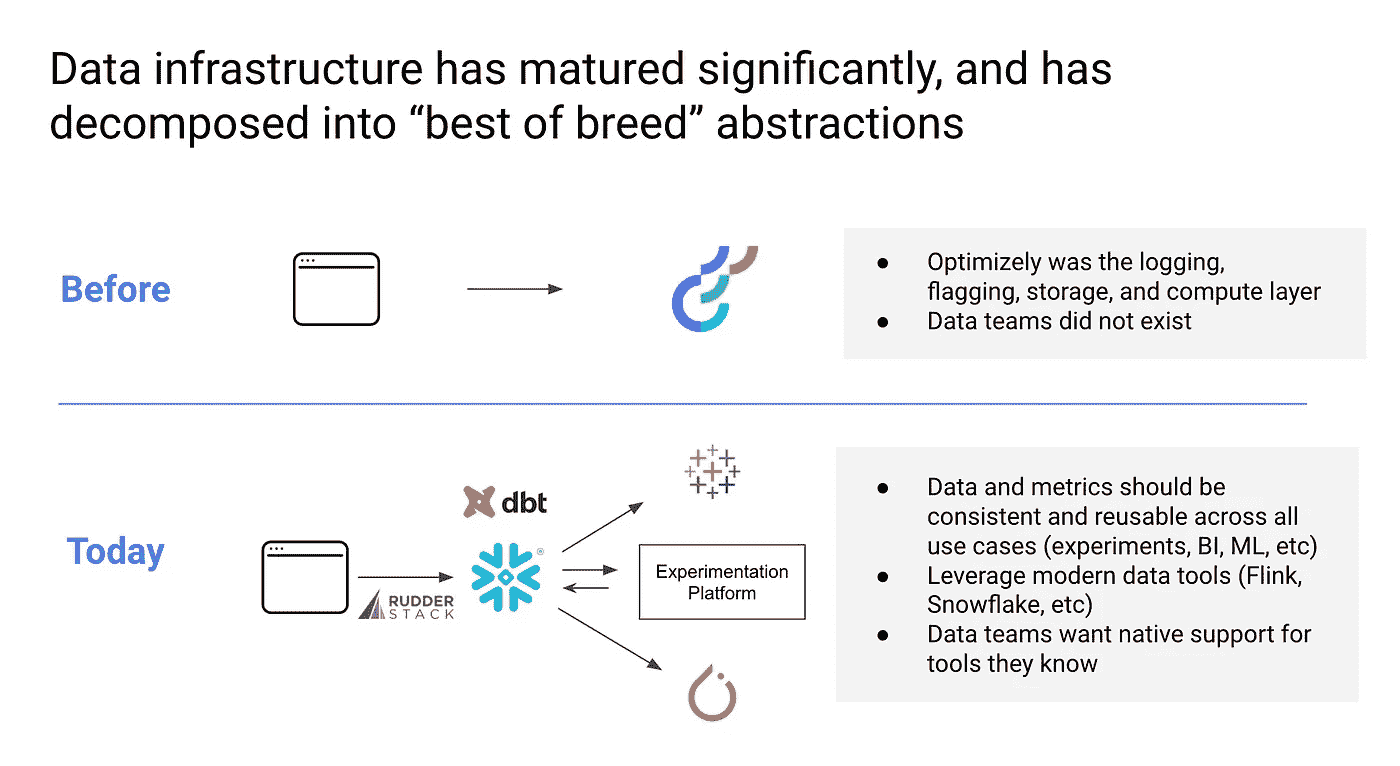 Data infrastructure has matured significantly, and has
decomposed into “best of breed” abstractions
Before
● Optimizely was the logging,
flagging, storage, and compute layer
● Data teams did not exist
Today
dbt
®
RUDDER
STACK
Experimentation
Platform
● Data and metrics should be
consistent and reusable across all
use cases (experiments, BI, ML, etc)
● Leverage modern data tools (Flink,
Snowflake, etc)
● Data teams want native support for
tools they know